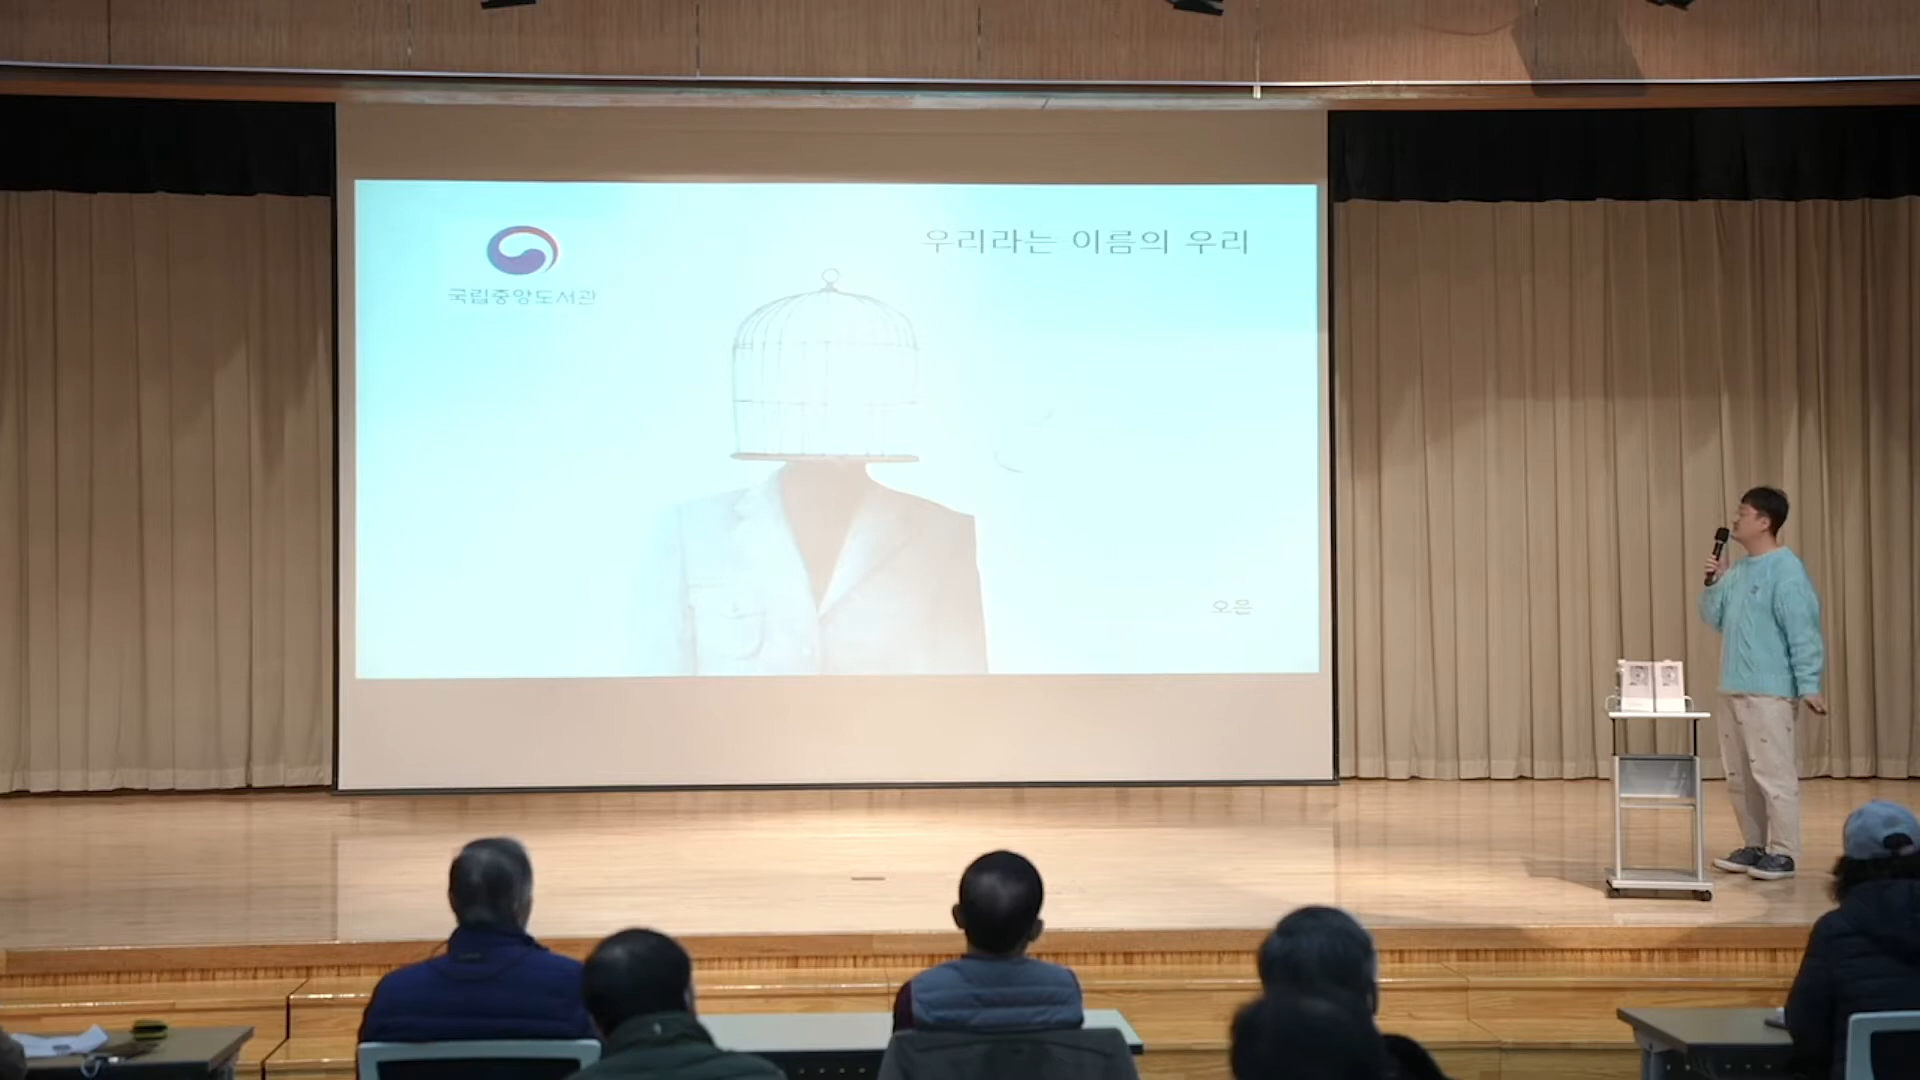 우리라는 이름의 우리
국립중앙도서관
오은